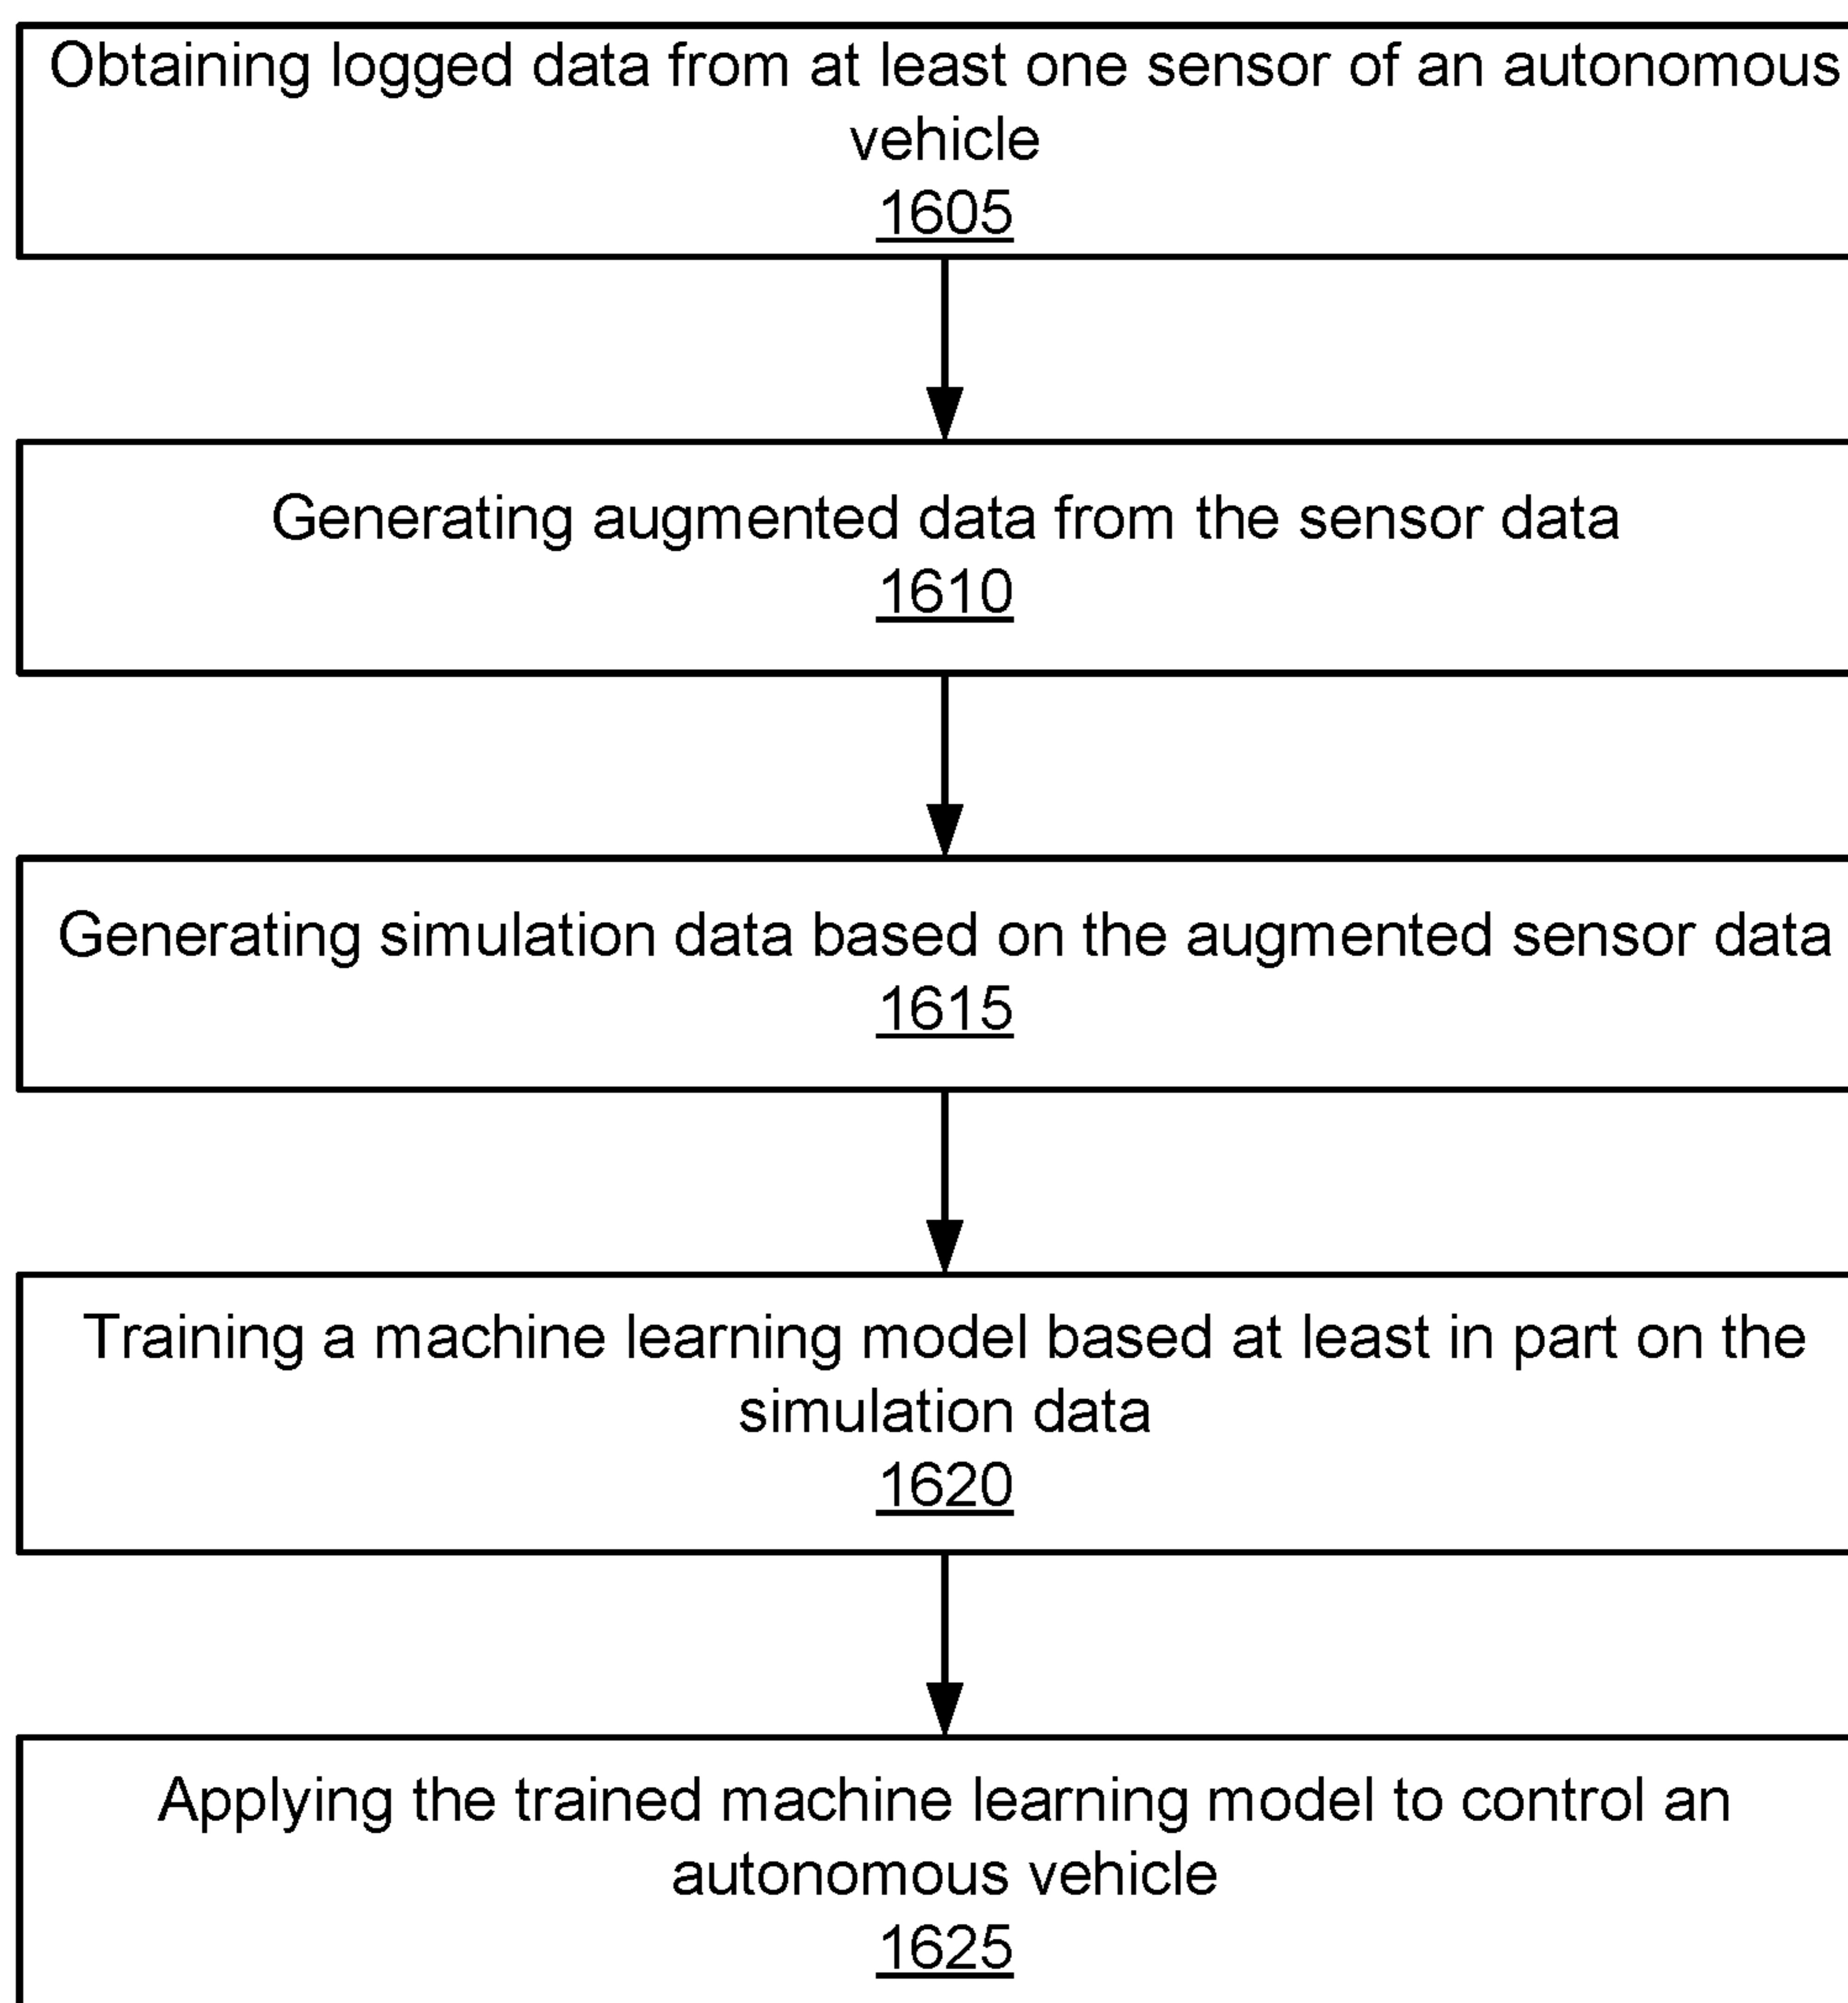 Obtaining logged data from at least one sensor of an autonomous
vehicle
1605
Generating augmented data from the sensor data
1610
Generating simulation data based on the augmented sensor data
1615
Training a machine learning model based at least in part on the
simulation data
1620
Applying the trained machine learning model to control an
autonomous vehicle
1625